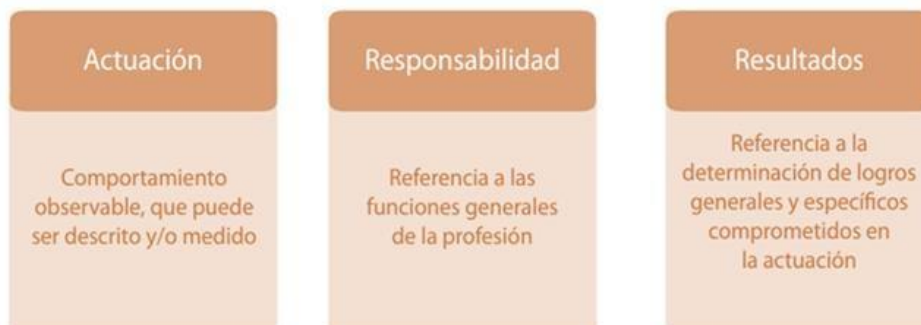 Actuación
Comportamiento
observable, que puede
ser descrito y/o medido
Responsabilidad
Referencia a las
funciones generales
de la profesión
Resultados
Referencia a la
determinación de logros
generales y específicos
comprometidos en
la actuación